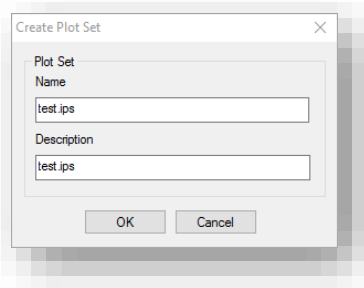 Create Plot Set
Plot Set
Name
test.ips
Description
test.ips
OK Cancel